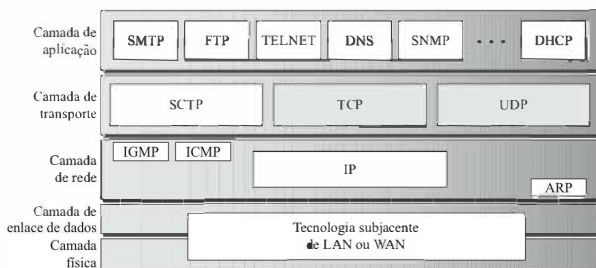 Camada de
aplicação
SMTP FTP TELNET DNS SNMP • • • DHCP
Camada de
transporte
SCTP TCP UDP
IGMP ICMP
Camada
de rede
IP
ARP
Camada de
enlace de dados
Camada
física
Tecnologia subjacente
de LAN ou WAN